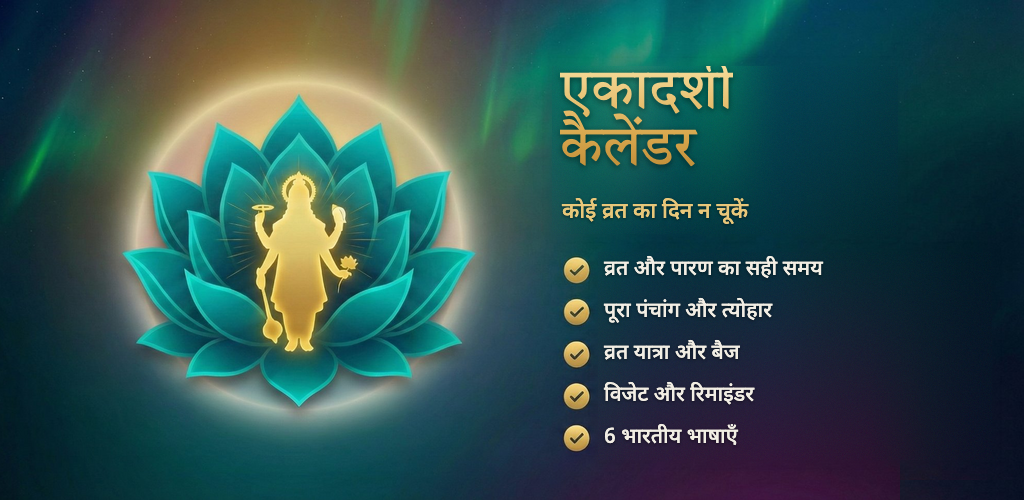 एकादशी
कैलेंडर
कोई व्रत का दिन न चूकें
व्रत और पारण का सही समय
पूरा पंचांग और त्योहार
व्रत यात्रा और बैज
विजेट और रिमाइंडर
6 भारतीय भाषाएँ